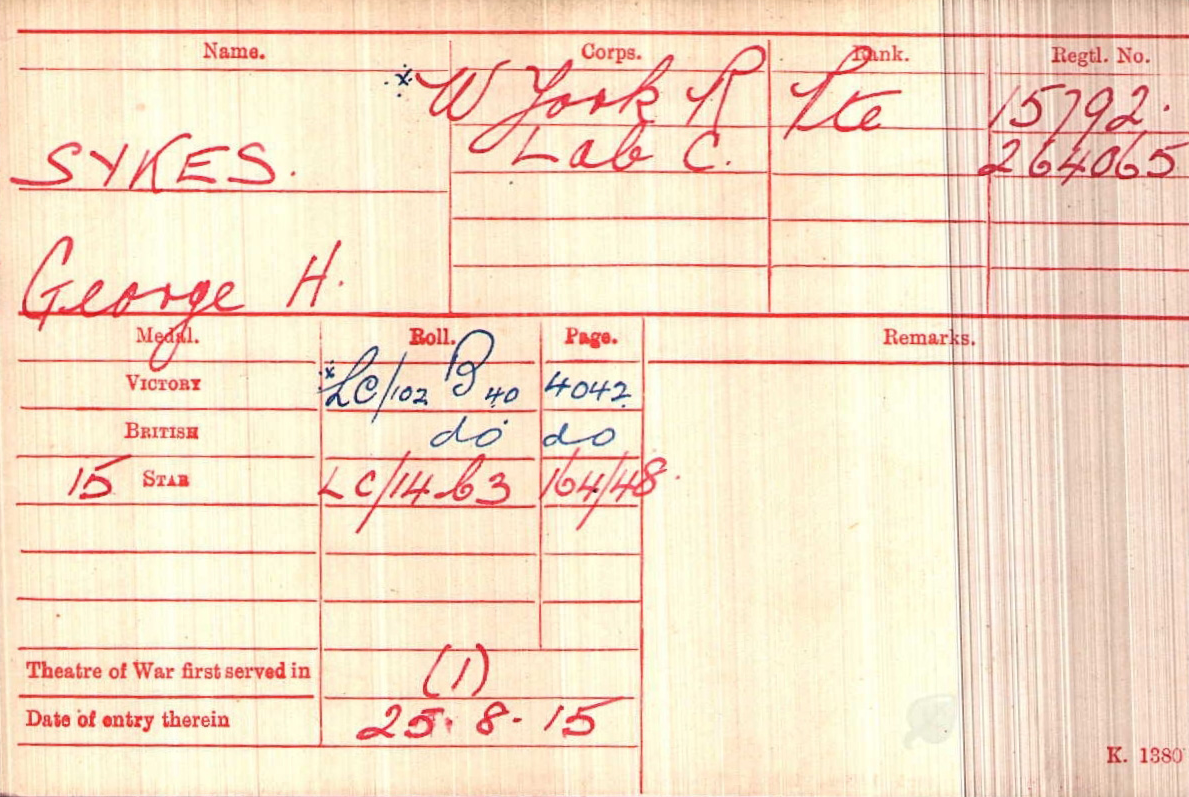 Name. Corps. Rank. Regtl. No.
x W York R Pte 15792.
SYKES. Lab C. 264065
George H.
Medal. Roll. Page. Remarks.
VICTORY x LC/102 B 40 4042
BRITISH do do
15 STAR LC/14 b3 164/48.
Theatre of War first served in (1)
Date of entry therein 25.8.15
K. 1380